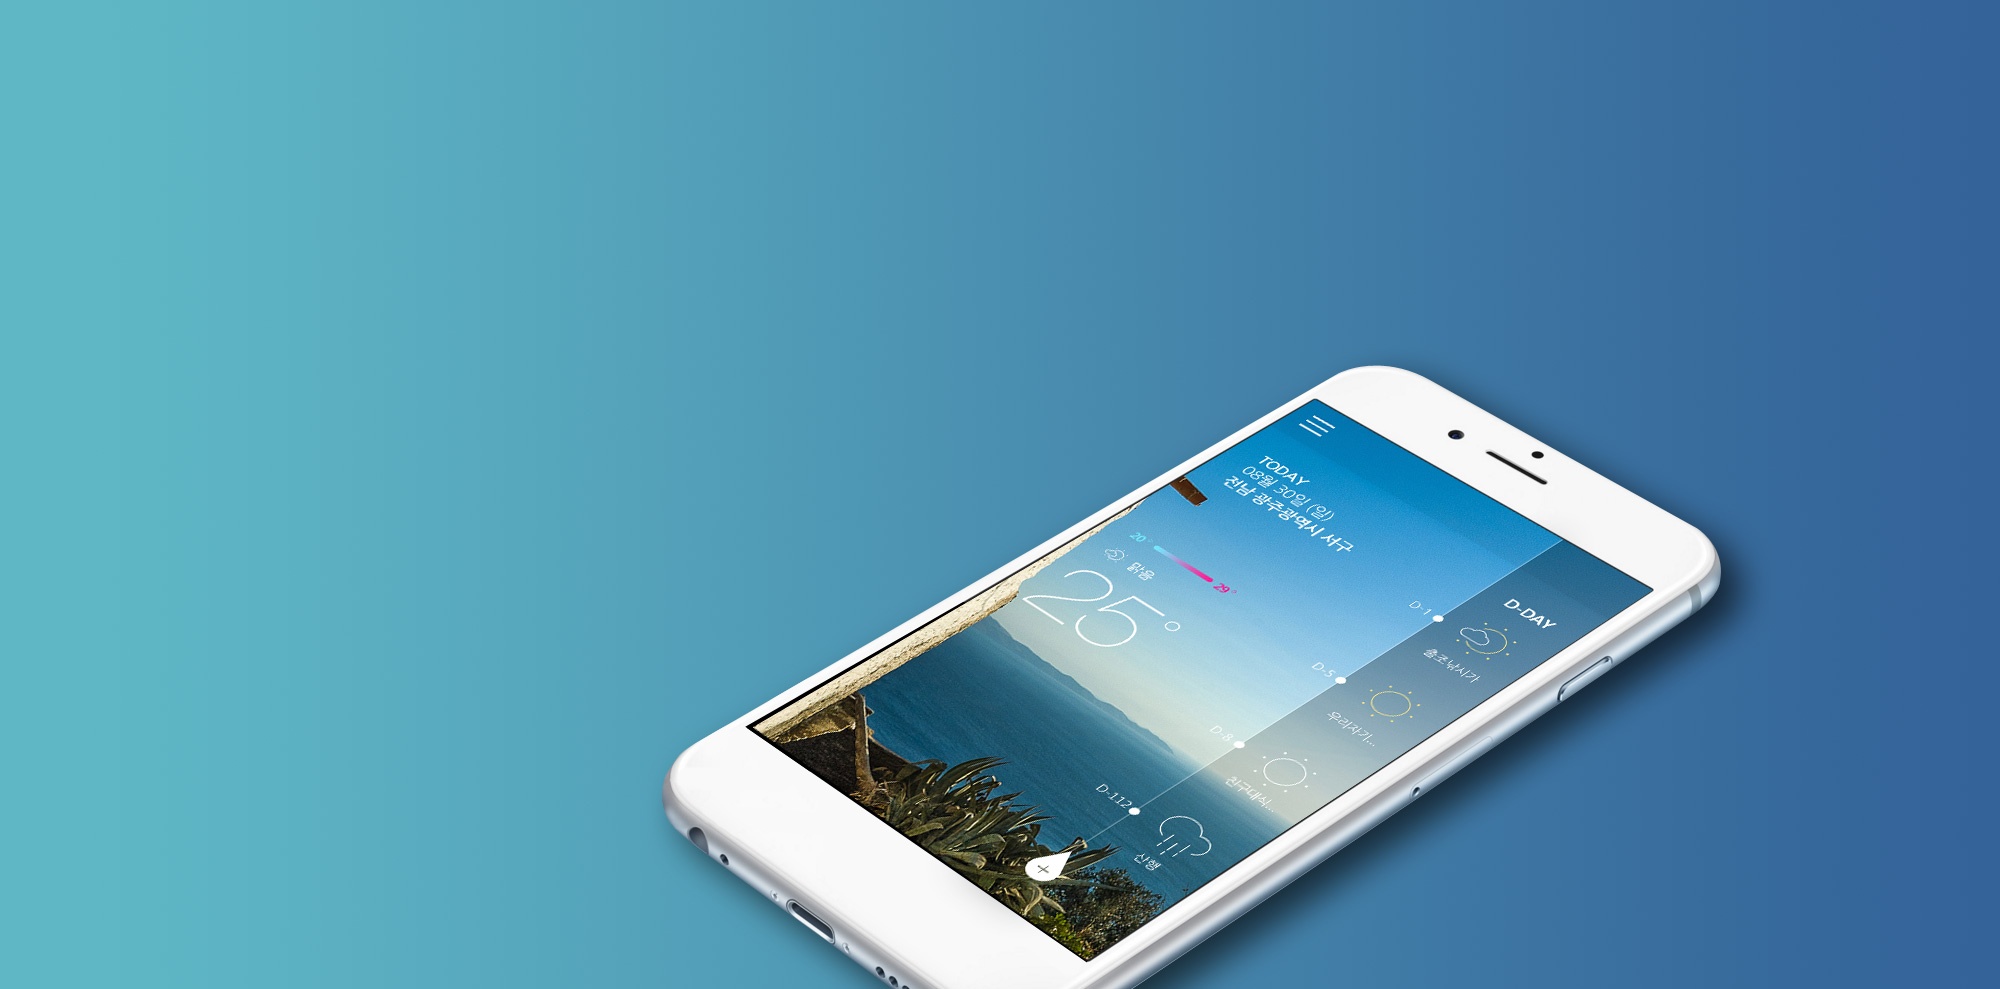 TODAY
08월 30일 (일)
전남 광주광역시 서구
20°
29°
맑음
25°
D-DAY
D-1
출조낚시가
D-5
우리자기...
D-8
친구대식...
D-112
산행